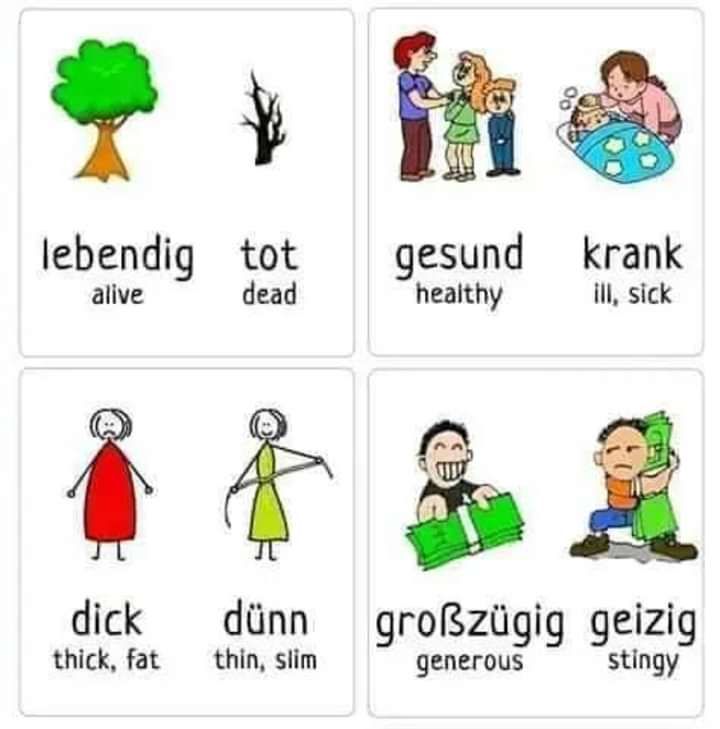 lebendig tot
alive dead
gesund krank
healthy ill, sick
dick dünn
thick, fat thin, slim
großzügig geizig
generous stingy